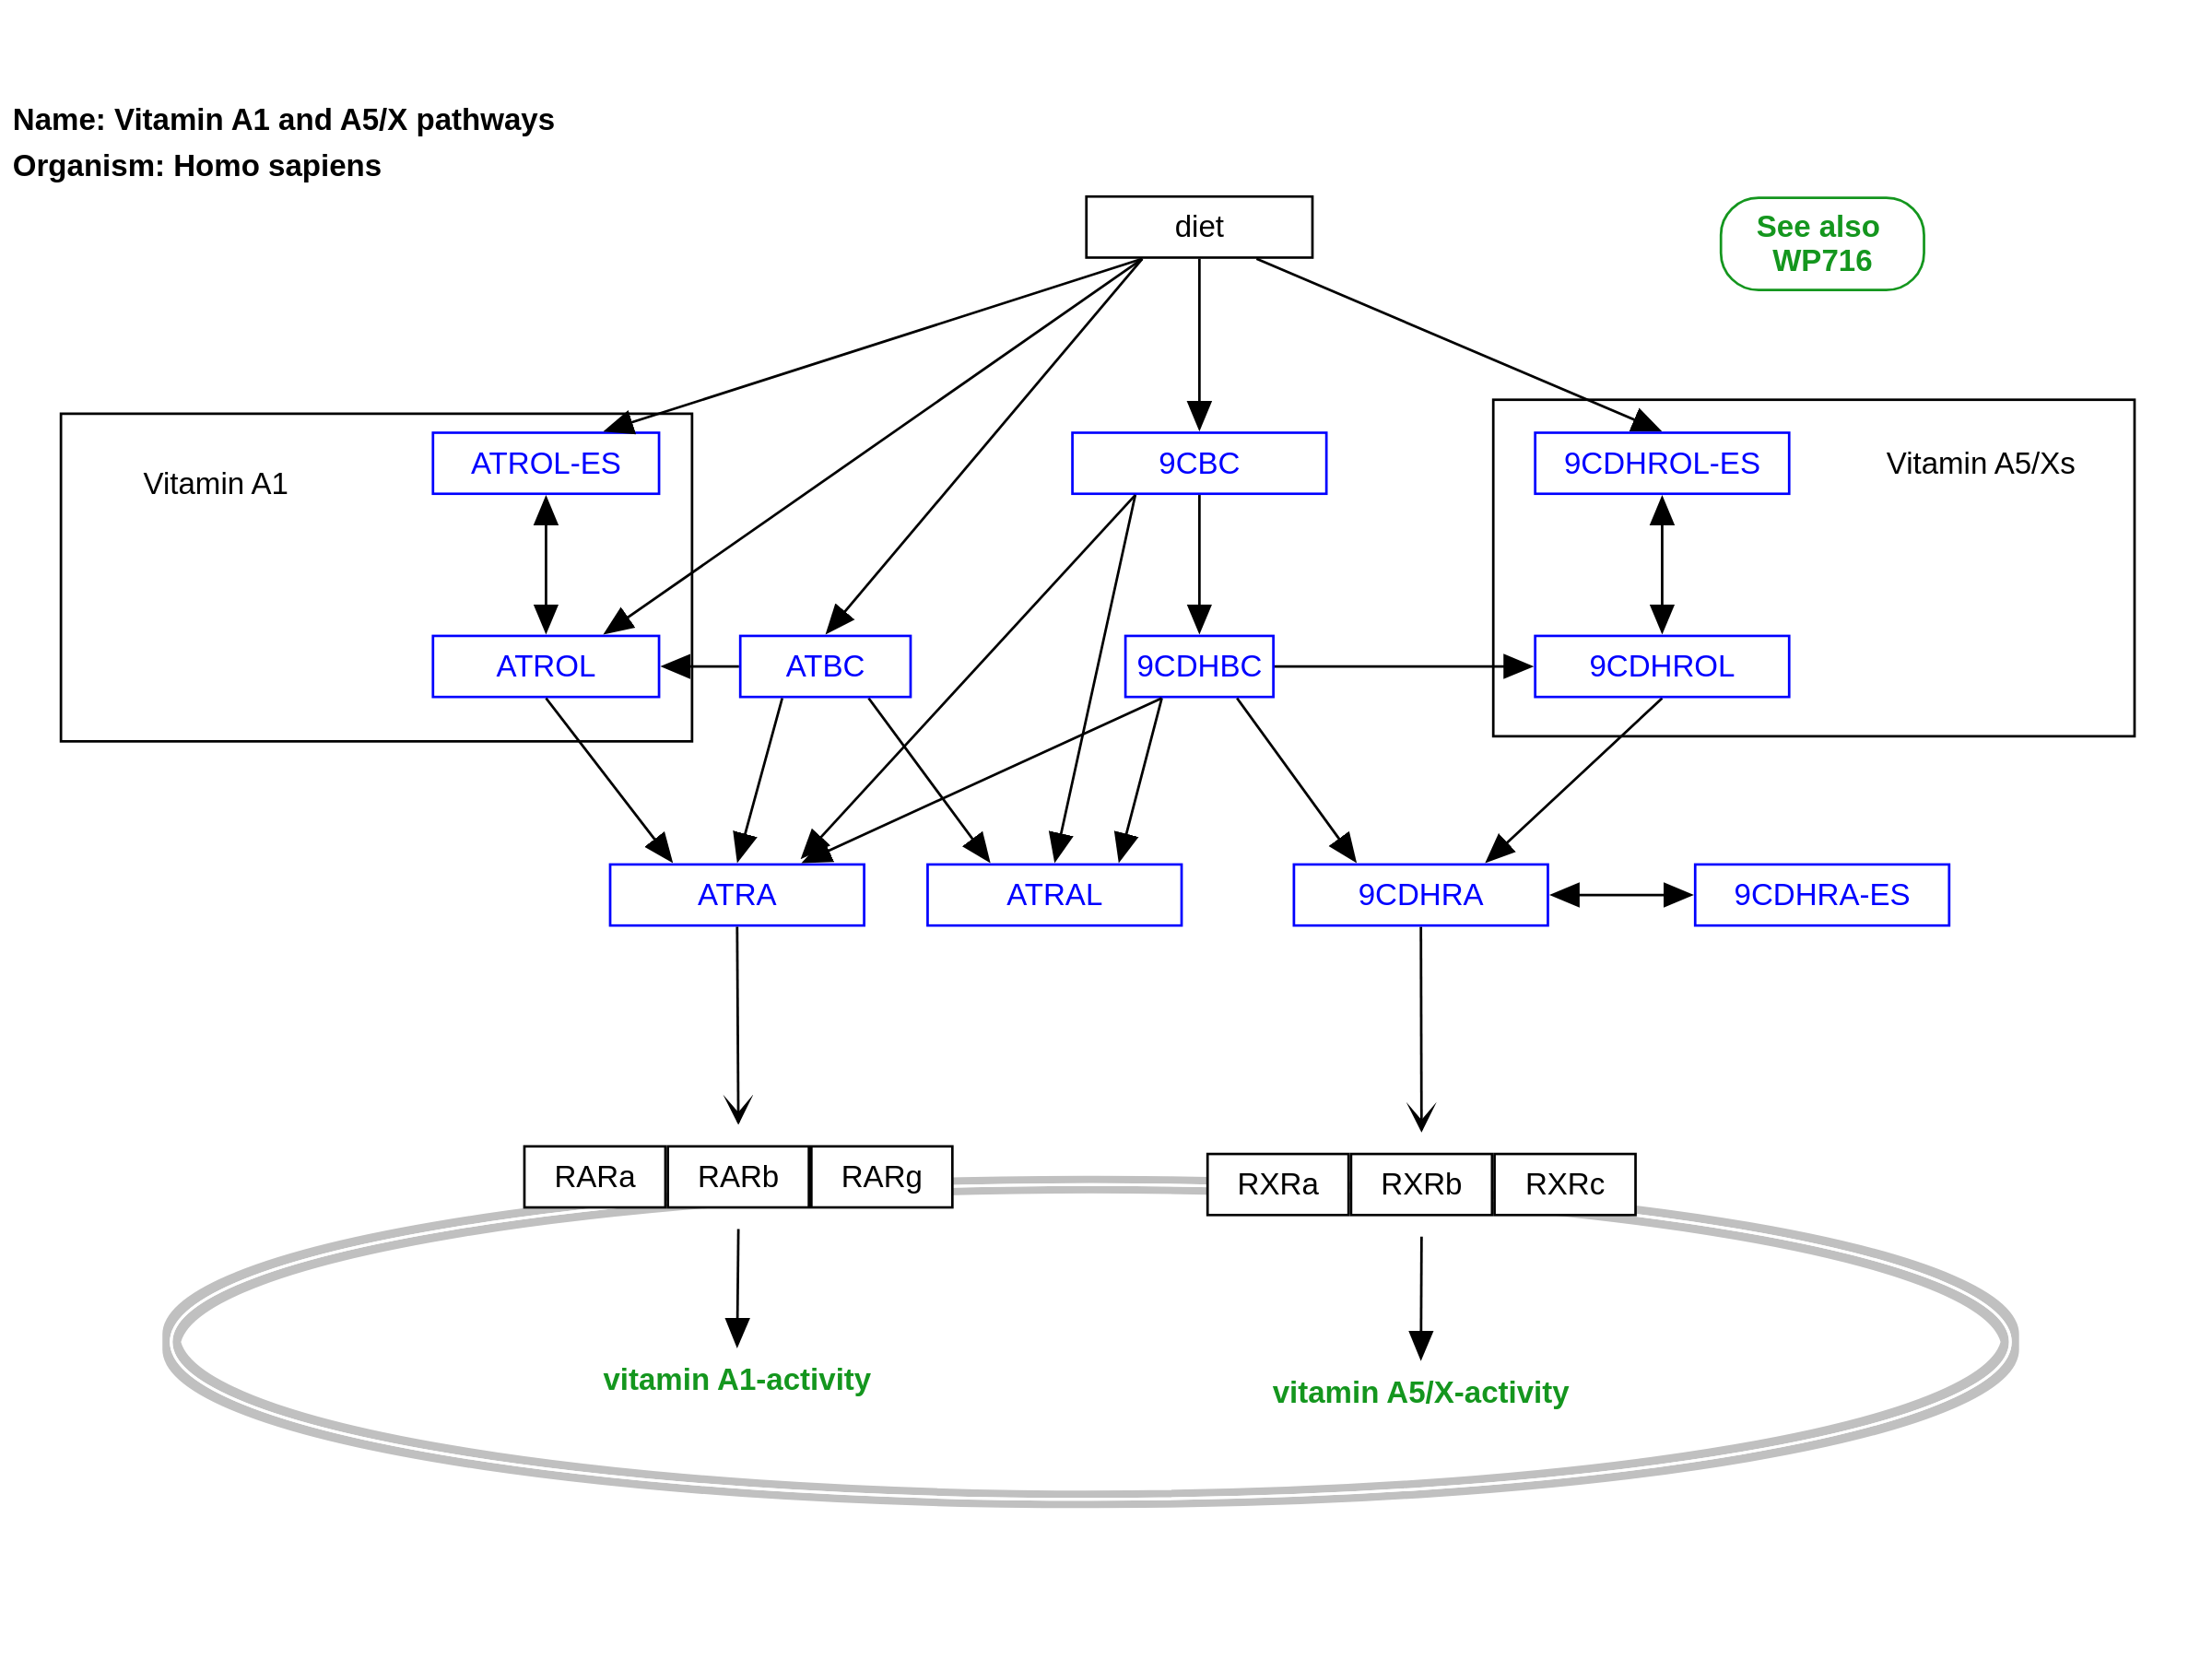 Name: Vitamin A1 and A5/X pathways
Organism: Homo sapiens
diet
See also
WP716
Vitamin A1
ATROL-ES
9CBC
9CDHROL-ES
Vitamin A5/Xs
ATROL
ATBC
9CDHBC
9CDHROL
ATRA
ATRAL
9CDHRA
9CDHRA-ES
RARa
RARb
RARg
RXRa
RXRb
RXRc
vitamin A1-activity
vitamin A5/X-activity